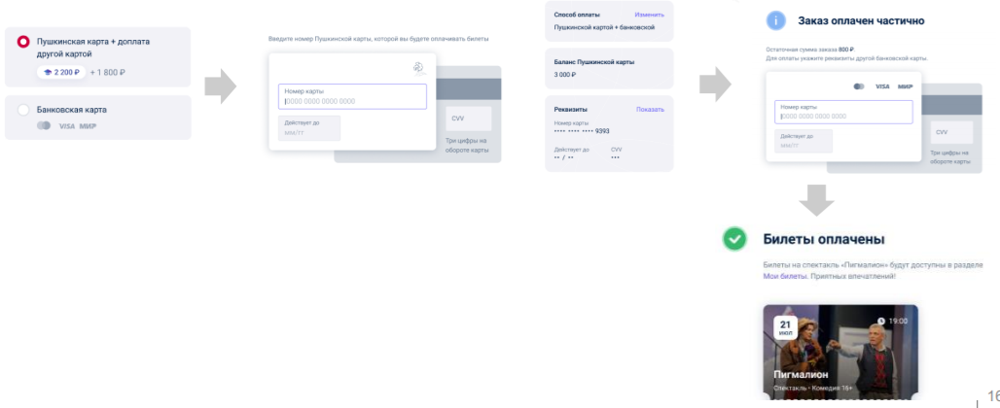 Пушкинская карта + доплата
другой картой
2 200 ₽ + 1 800 ₽
Банковская карта
VISA МИР
Введите номер Пушкинской карты, которой вы будете оплачивать билеты
Номер карты
0000 0000 0000 0000
Действует до
ММ/ГГ
CVV
Три цифры на
обороте карты
Способ оплаты Изменить
Пушкинской картой + банковской
Баланс Пушкинской карты
3 000 ₽
Реквизиты Показать
Номер карты
•••• •••• •••• 9393
Действует до CVV
•• / •• •••
Заказ оплачен частично
Остаточная сумма заказа 800 ₽.
Для оплаты укажите реквизиты другой банковской карты.
VISA МИР
Номер карты
0000 0000 0000 0000
Действует до
ММ/ГГ
CVV
Три цифры на
обороте карты
Билеты оплачены
Билеты на спектакль «Пигмалион» будут доступны в разделе
Мои билеты. Приятных впечатлений!
21
ИЮЛ
19:00
Пигмалион
Спектакль • Комедия 16+
16